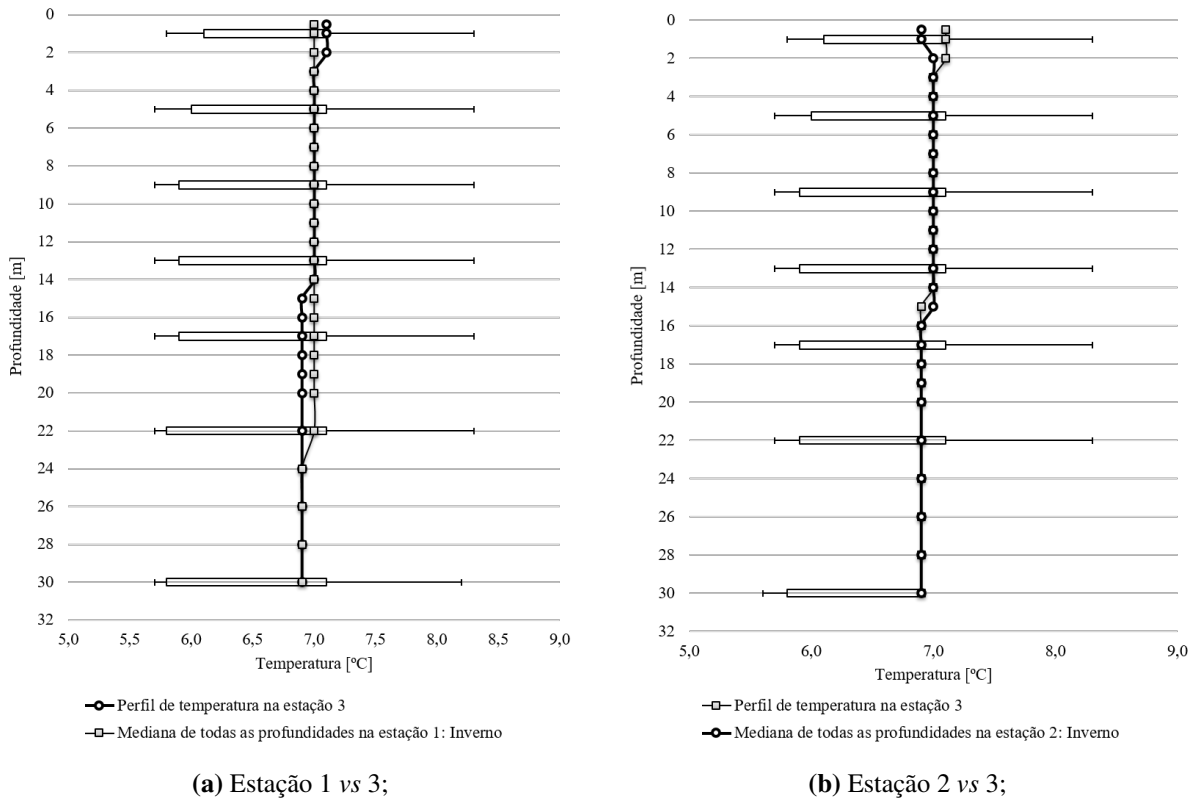 0
2
4
6
8
10
12
14
16
18
20
22
24
26
28
30
32
Profundidade [m]
5,0 5,5 6,0 6,5 7,0 7,5 8,0 8,5 9,0
Temperatura [ºC]
Perfil de temperatura na estação 3
Mediana de todas as profundidades na estação 1: Inverno
(a) Estação 1 vs 3;
0
2
4
6
8
10
12
14
16
18
20
22
24
26
28
30
32
Profundidade [m]
5,0 6,0 7,0 8,0 9,0
Temperatura [ºC]
Perfil de temperatura na estação 3
Mediana de todas as profundidades na estação 2: Inverno
(b) Estação 2 vs 3;